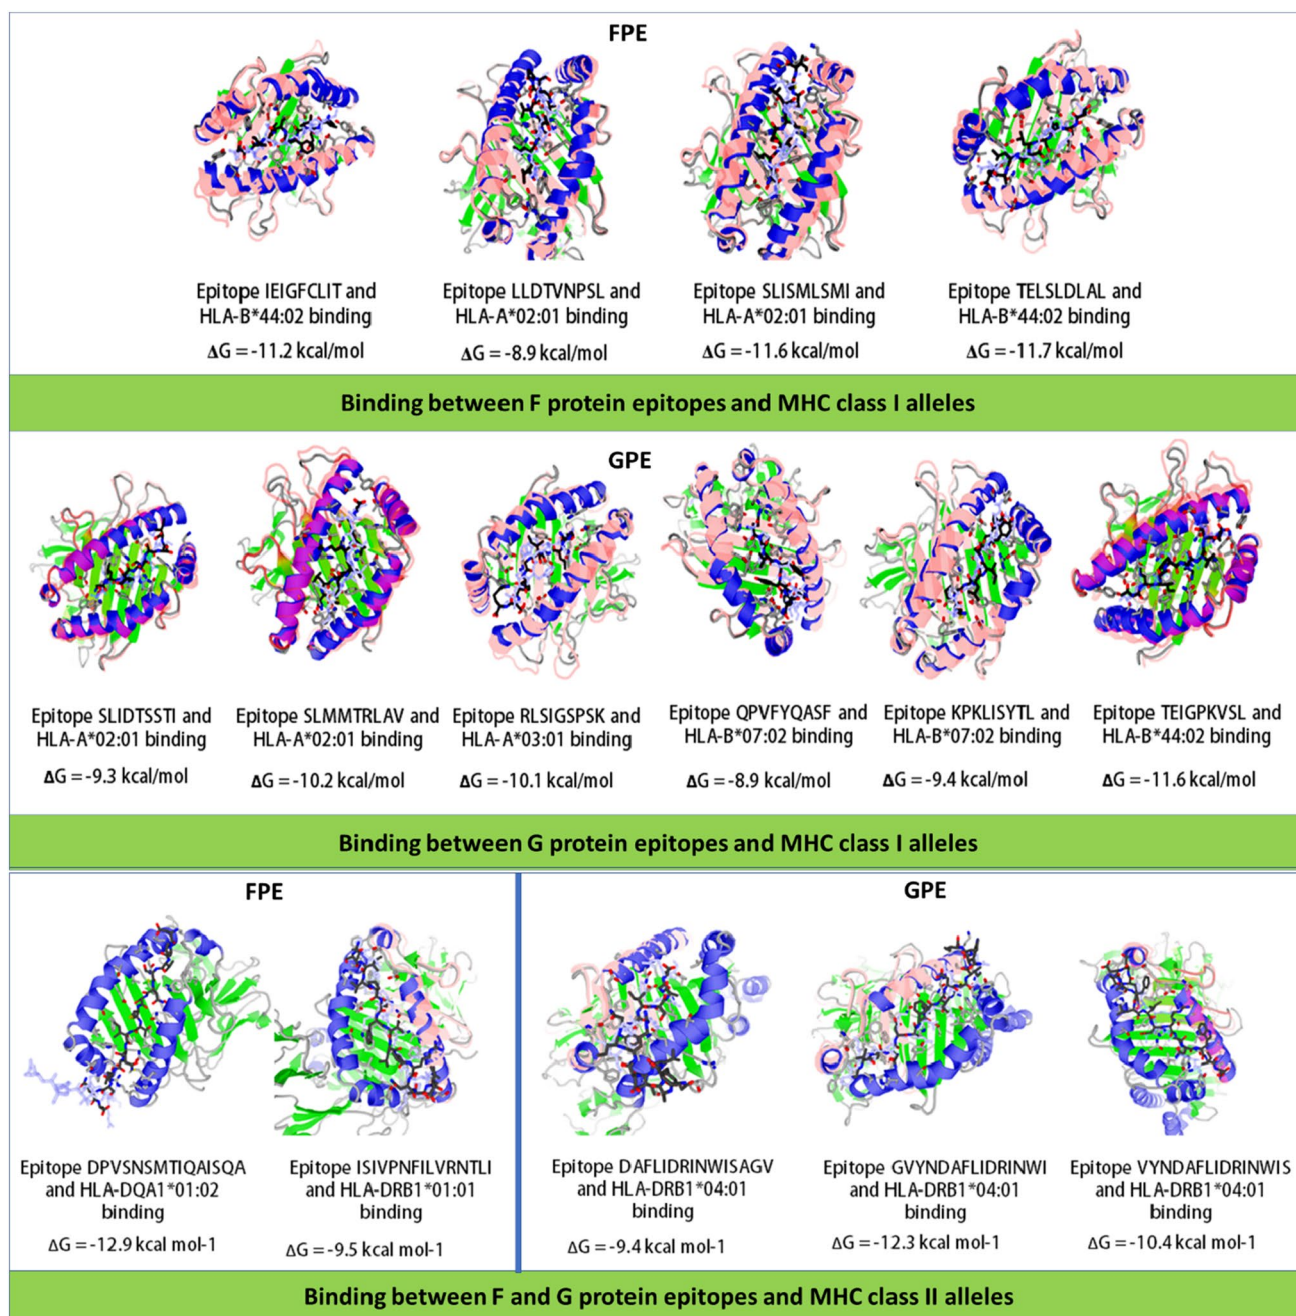 FPE
Epitope IEIGFCLIT and
HLA-B*44:02 binding
ΔG = -11.2 kcal/mol
Epitope LLDTVNPSL and
HLA-A*02:01 binding
ΔG = -8.9 kcal/mol
Epitope SLISMLSMI and
HLA-A*02:01 binding
ΔG = -11.6 kcal/mol
Epitope TELSLDLAL and
HLA-B*44:02 binding
ΔG = -11.7 kcal/mol
Binding between F protein epitopes and MHC class I alleles
GPE
Epitope SLIDTSSTI and
HLA-A*02:01 binding
ΔG = -9.3 kcal/mol
Epitope SLMMTRLAV and
HLA-A*02:01 binding
ΔG = -10.2 kcal/mol
Epitope RLSIGSPSK and
HLA-A*03:01 binding
ΔG = -10.1 kcal/mol
Epitope QPVFYQASF and
HLA-B*07:02 binding
ΔG = -8.9 kcal/mol
Epitope KPKLISYTL and
HLA-B*07:02 binding
ΔG = -9.4 kcal/mol
Epitope TEIGPKVSL and
HLA-B*44:02 binding
ΔG = -11.6 kcal/mol
Binding between G protein epitopes and MHC class I alleles
FPE
Epitope DPVSNSMTIQAISQA
and HLA-DQA1*01:02
binding
ΔG = -12.9 kcal mol-1
Epitope ISIVPNFILVRNTLI
and HLA-DRB1*01:01
binding
ΔG = -9.5 kcal mol-1
GPE
Epitope DAFLIDRINWISAGV
and HLA-DRB1*04:01
binding
ΔG = -9.4 kcal mol-1
Epitope GVYNDAFLIDRINWI
and HLA-DRB1*04:01
binding
ΔG = -12.3 kcal mol-1
Epitope VYNDAFLIDRINWIS
and HLA-DRB1*04:01
binding
ΔG = -10.4 kcal mol-1
Binding between F and G protein epitopes and MHC class II alleles